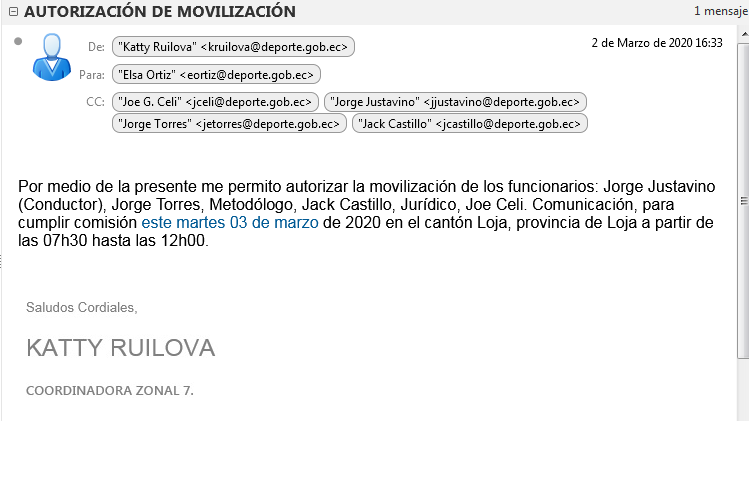 AUTORIZACIÓN DE MOVILIZACIÓN
1 mensaje
De: "Katty Ruilova" <kruilova@deporte.gob.ec>
2 de Marzo de 2020 16:33
Para: "Elsa Ortiz" <eortiz@deporte.gob.ec>
CC: "Joe G. Celi" <jceli@deporte.gob.ec> "Jorge Justavino" <jjustavino@deporte.gob.ec>
"Jorge Torres" <jetorres@deporte.gob.ec> "Jack Castillo" <jcastillo@deporte.gob.ec>
Por medio de la presente me permito autorizar la movilización de los funcionarios: Jorge Justavino
(Conductor), Jorge Torres, Metodólogo, Jack Castillo, Jurídico, Joe Celi. Comunicación, para
cumplir comisión este martes 03 de marzo de 2020 en el cantón Loja, provincia de Loja a partir de
las 07h30 hasta las 12h00.
Saludos Cordiales,
KATTY RUILOVA
COORDINADORA ZONAL 7.